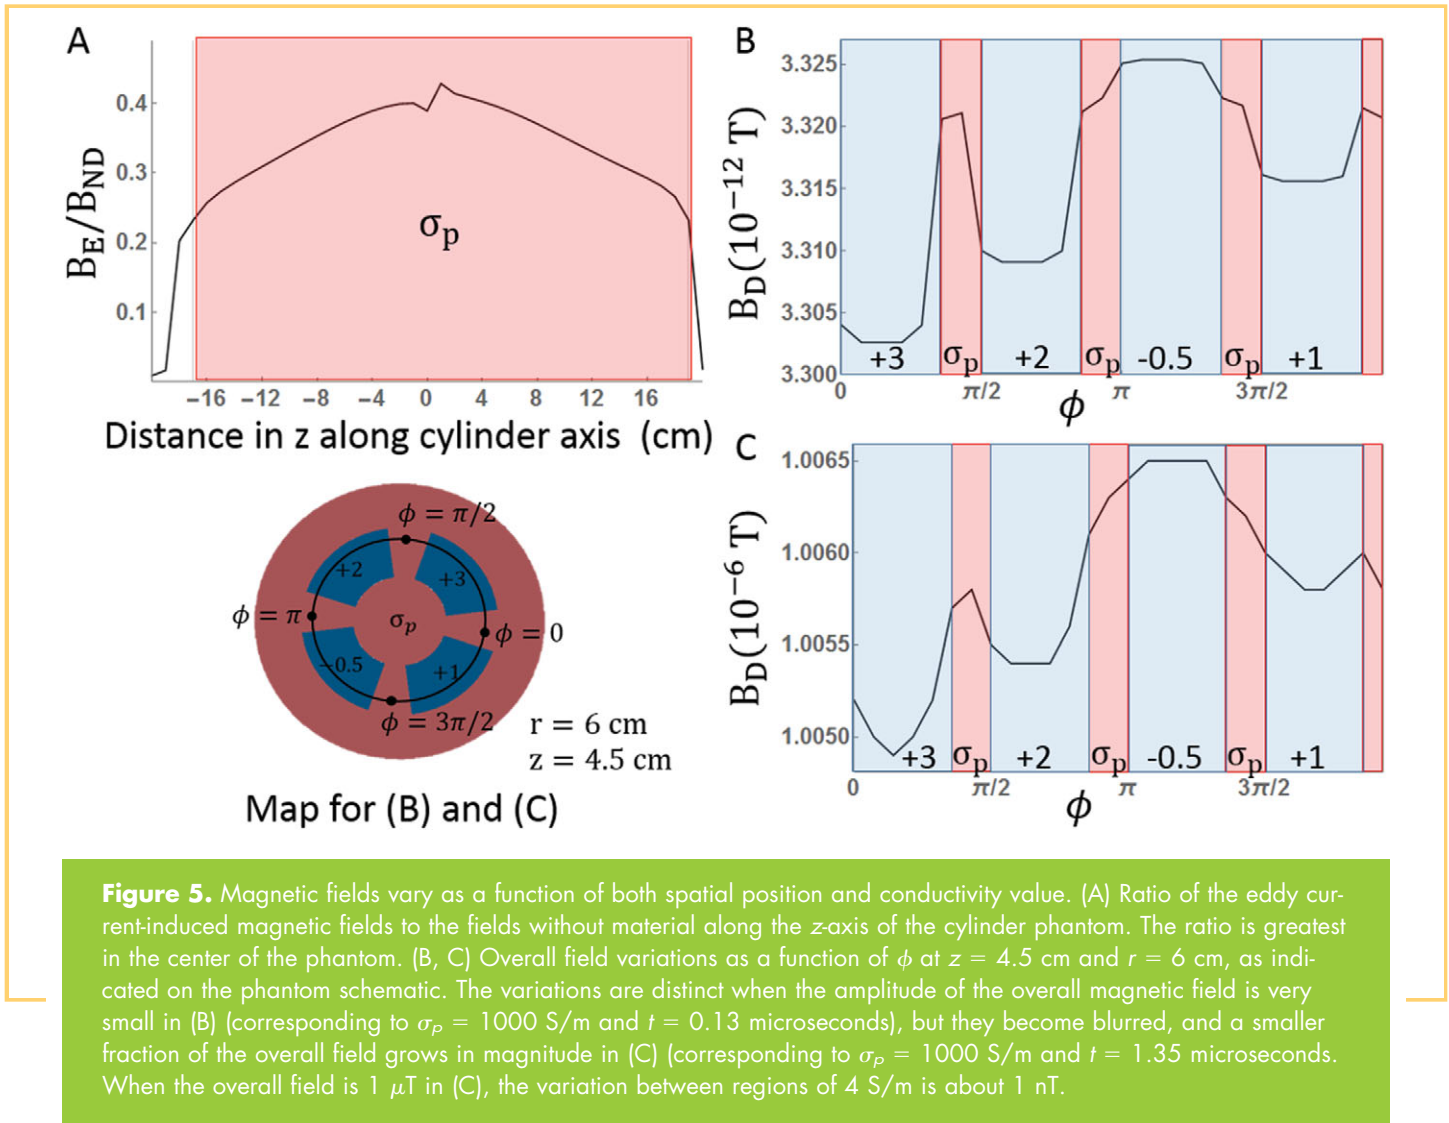 A
B_E/B_ND
0.4
0.3
0.2
0.1
σ_p
−16 −12 −8 −4 0 4 8 12 16
Distance in z along cylinder axis (cm)
B
B_D(10^−12 T)
3.325
3.320
3.315
3.310
3.305
3.300
+3 σ_p +2 σ_p -0.5 σ_p +1
0 π/2 π 3π/2
ϕ
C
B_D(10^−6 T)
1.0065
1.0060
1.0055
1.0050
+3 σ_p +2 σ_p -0.5 σ_p +1
0 π/2 π 3π/2
ϕ
ϕ = π/2
+2
+3
ϕ = π
σ_p
ϕ = 0
−0.5
+1
ϕ = 3π/2
r = 6 cm
z = 4.5 cm
Map for (B) and (C)
Figure 5. Magnetic fields vary as a function of both spatial position and conductivity value. (A) Ratio of the eddy cur-
rent-induced magnetic fields to the fields without material along the z-axis of the cylinder phantom. The ratio is greatest
in the center of the phantom. (B, C) Overall field variations as a function of ϕ at z = 4.5 cm and r = 6 cm, as indi-
cated on the phantom schematic. The variations are distinct when the amplitude of the overall magnetic field is very
small in (B) (corresponding to σ_P = 1000 S/m and t = 0.13 microseconds), but they become blurred, and a smaller
fraction of the overall field grows in magnitude in (C) (corresponding to σ_P = 1000 S/m and t = 1.35 microseconds.
When the overall field is 1 μT in (C), the variation between regions of 4 S/m is about 1 nT.